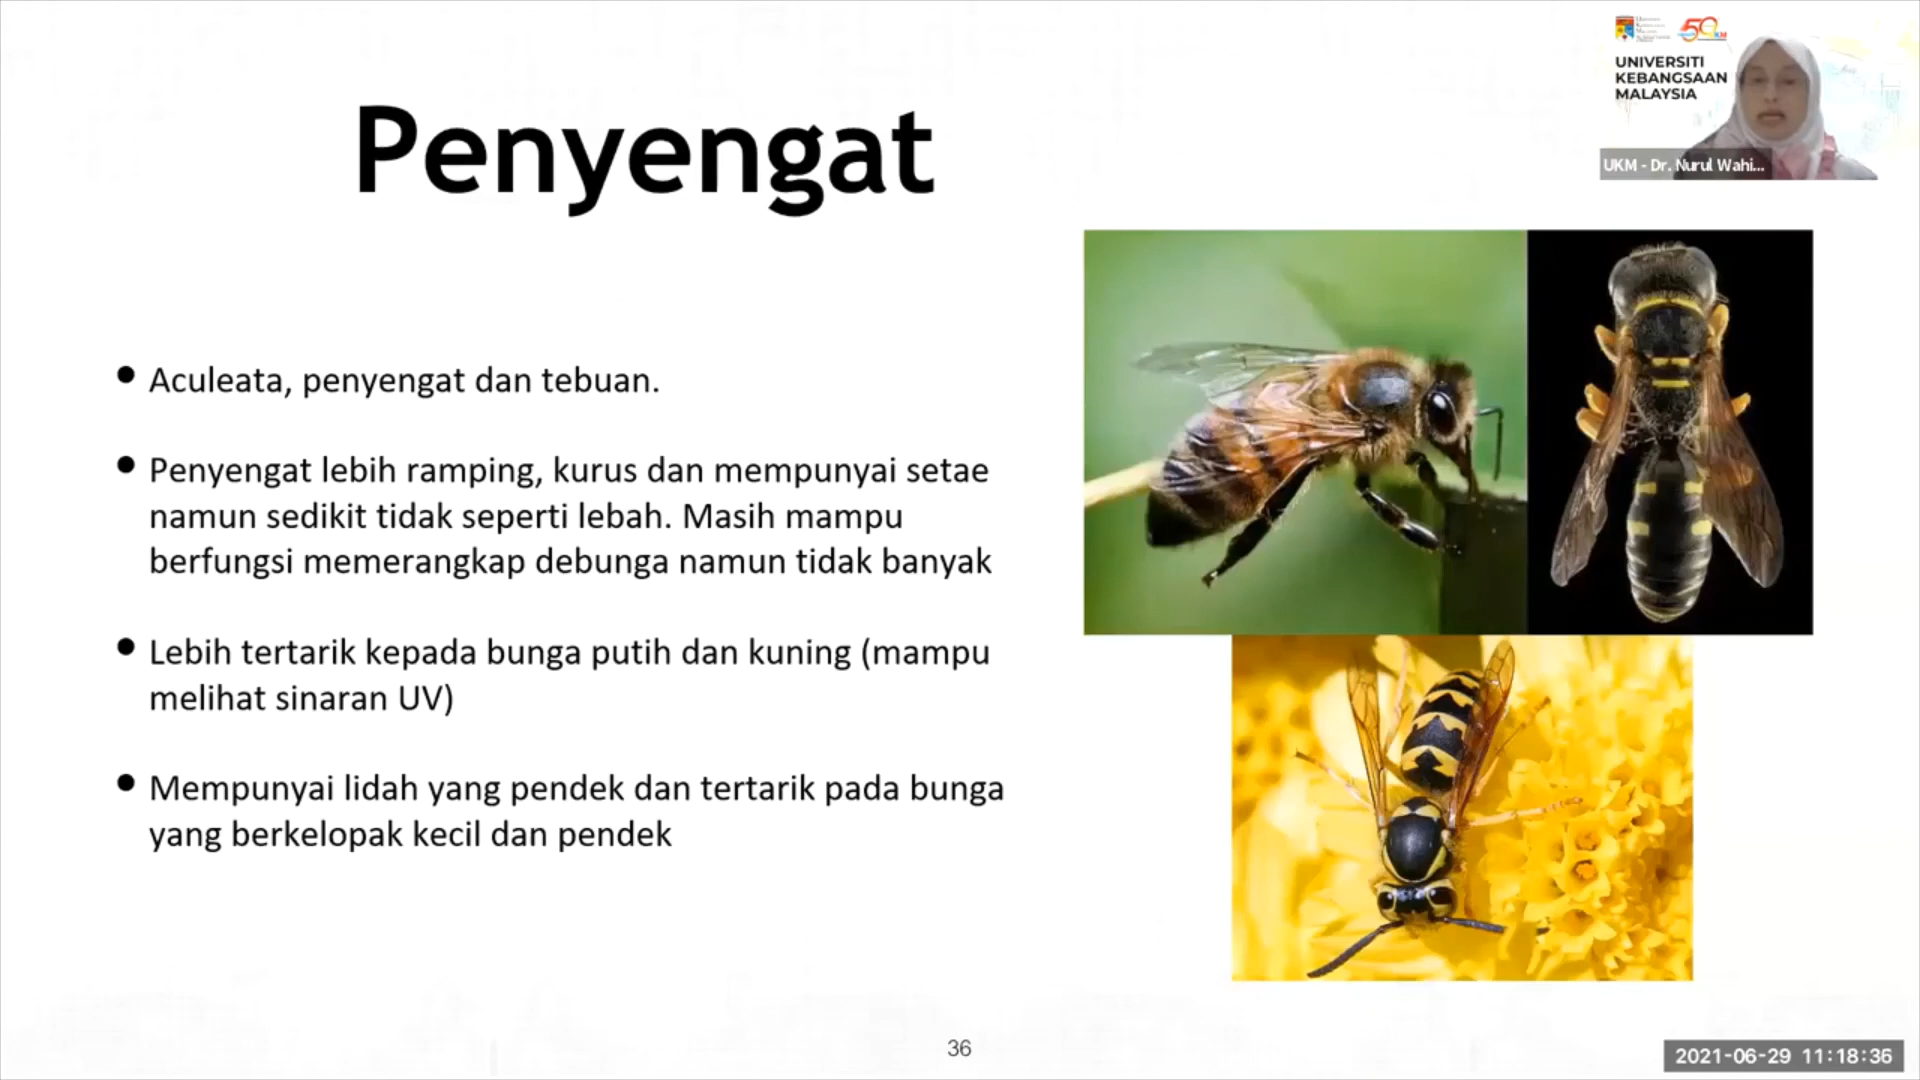 Penyengat
UNIVERSITI
KEBANGSAAN
MALAYSIA
UKM - Dr. Nurul Wahi...
• Aculeata, penyengat dan tebuan.
• Penyengat lebih ramping, kurus dan mempunyai setae
namun sedikit tidak seperti lebah. Masih mampu
berfungsi memerangkap debunga namun tidak banyak
• Lebih tertarik kepada bunga putih dan kuning (mampu
melihat sinaran UV)
• Mempunyai lidah yang pendek dan tertarik pada bunga
yang berkelopak kecil dan pendek
36
2021-06-29 11:18:36